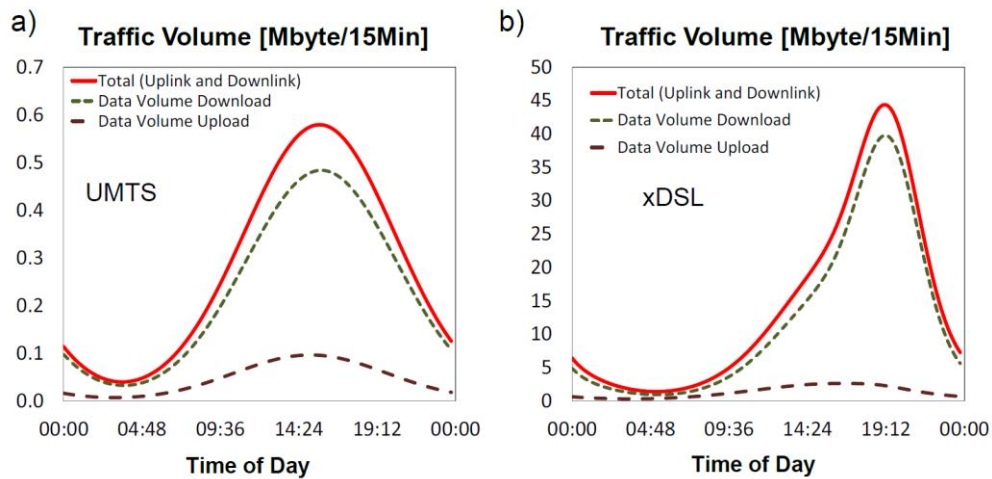 a)
Traffic Volume [Mbyte/15Min]
0.7
0.6
0.5
0.4
0.3
0.2
0.1
0.0
Total (Uplink and Downlink)
Data Volume Download
Data Volume Upload
UMTS
00:00 04:48 09:36 14:24 19:12 00:00
Time of Day
b)
Traffic Volume [Mbyte/15Min]
50
45
40
35
30
25
20
15
10
5
0
Total (Uplink and Downlink)
Data Volume Download
Data Volume Upload
xDSL
00:00 04:48 09:36 14:24 19:12 00:00
Time of Day